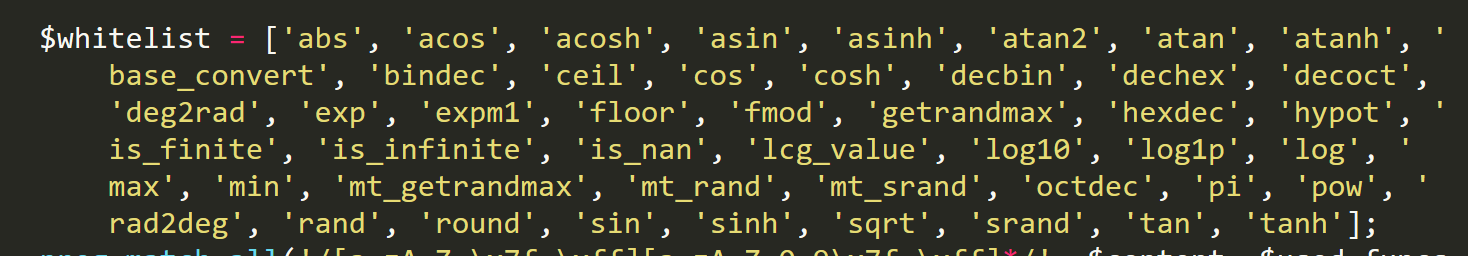 $whitelist = ['abs', 'acos', 'acosh', 'asin', 'asinh', 'atan2', 'atan', 'atanh', '
base_convert', 'bindec', 'ceil', 'cos', 'cosh', 'decbin', 'dechex', 'decoct',
'deg2rad', 'exp', 'expm1', 'floor', 'fmod', 'getrandmax', 'hexdec', 'hypot', '
is_finite', 'is_infinite', 'is_nan', 'lcg_value', 'log10', 'log1p', 'log', '
max', 'min', 'mt_getrandmax', 'mt_rand', 'mt_srand', 'octdec', 'pi', 'pow', '
rad2deg', 'rand', 'round', 'sin', 'sinh', 'sqrt', 'srand', 'tan', 'tanh'];